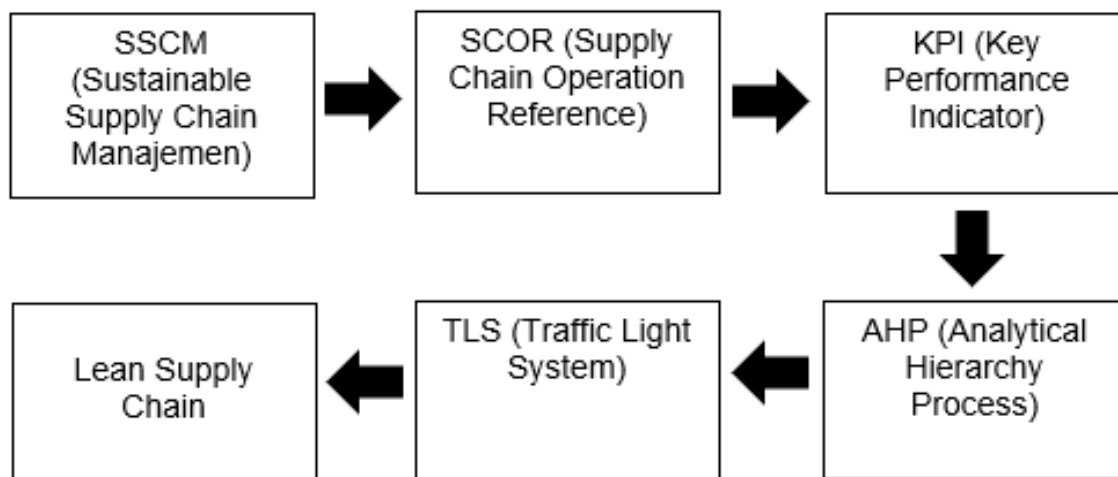 SSCM
(Sustainable
Supply Chain
Manajemen)
SCOR (Supply
Chain Operation
Reference)
KPI (Key
Performance
Indicator)
Lean Supply
Chain
TLS (Traffic Light
System)
AHP (Analytical
Hierarchy
Process)